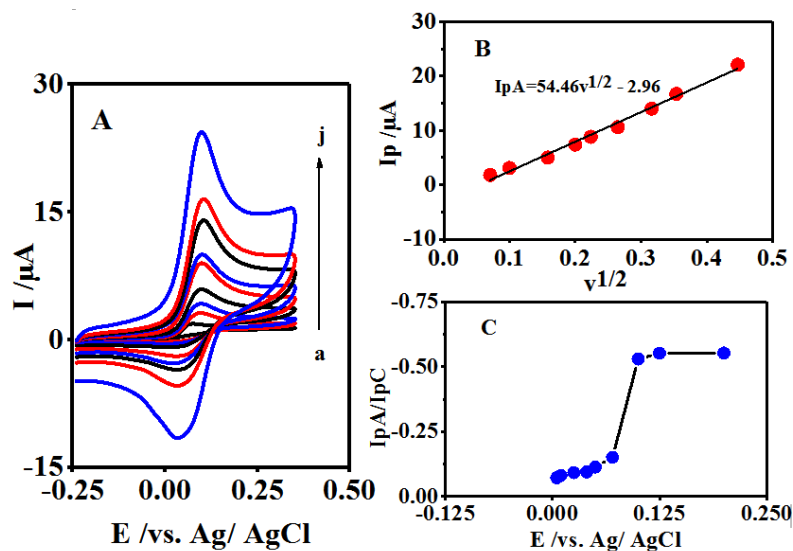 A
j
a
30
15
0
-15
-0.25
0.00
0.25
0.50
I /µA
E /vs. Ag/ AgCl
B
IpA=54.46v1/2 - 2.96
30
20
10
0
-10
0.0
0.1
0.2
0.3
0.4
0.5
Ip /µA
v1/2
C
-0.75
-0.50
-0.25
0.00
-0.125
0.000
0.125
0.250
IpA/IpC
E /vs. Ag/ AgCl